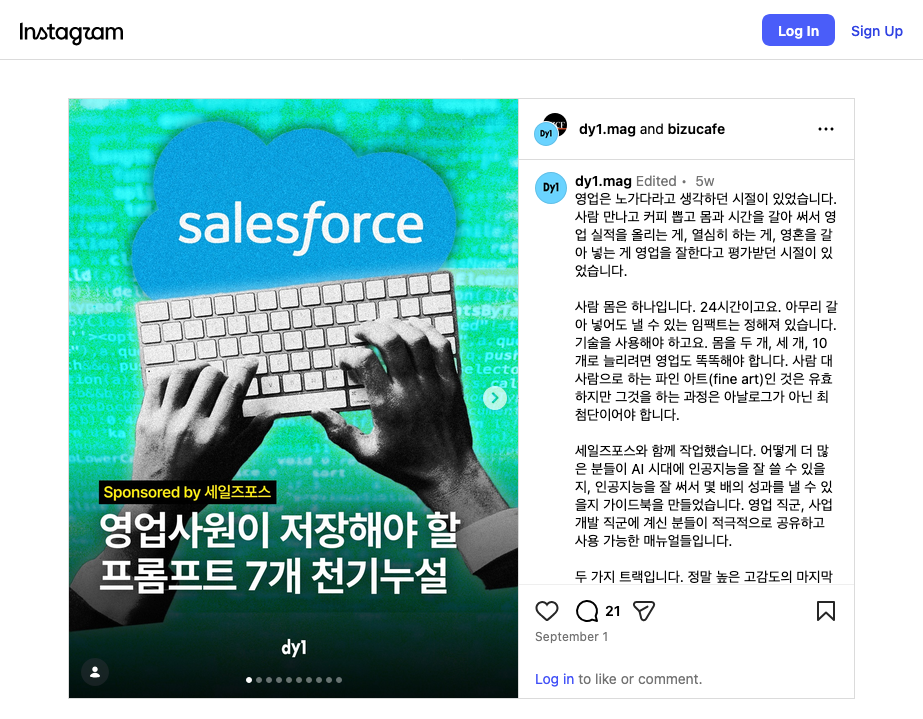 Instagram
Log In
Sign Up
salesforce
Sponsored by 세일즈포스
영업사원이 저장해야 할
프롬프트 7개 천기누설
dy1
Dy1
dy1.mag and bizucafe
Dy1
dy1.mag Edited • 5w
영업은 노가다라고 생각하던 시절이 있었습니다.
사람 만나고 커피 뽑고 몸과 시간을 갈아 써서 영
업 실적을 올리는 게, 열심히 하는 게, 영혼을 갈
아 넣는 게 영업을 잘한다고 평가받던 시절이 있
었습니다.
사람 몸은 하나입니다. 24시간이고요. 아무리 갈
아 넣어도 낼 수 있는 임팩트는 정해져 있습니다.
기술을 사용해야 하고요. 몸을 두 개, 세 개, 10
개로 늘리려면 영업도 똑똑해야 합니다. 사람 대
사람으로 하는 파인 아트(fine art)인 것은 유효
하지만 그것을 하는 과정은 아날로그가 아닌 최
첨단이어야 합니다.
세일즈포스와 함께 작업했습니다. 어떻게 더 많
은 분들이 AI 시대에 인공지능을 잘 쓸 수 있을
지, 인공지능을 잘 써서 몇 배의 성과를 낼 수 있
을지 가이드북을 만들었습니다. 영업 직군, 사업
개발 직군에 계신 분들이 적극적으로 공유하고
사용 가능한 매뉴얼들입니다.
두 가지 트랙입니다. 정말 높은 고감도의 마지막
21
September 1
Log in to like or comment.